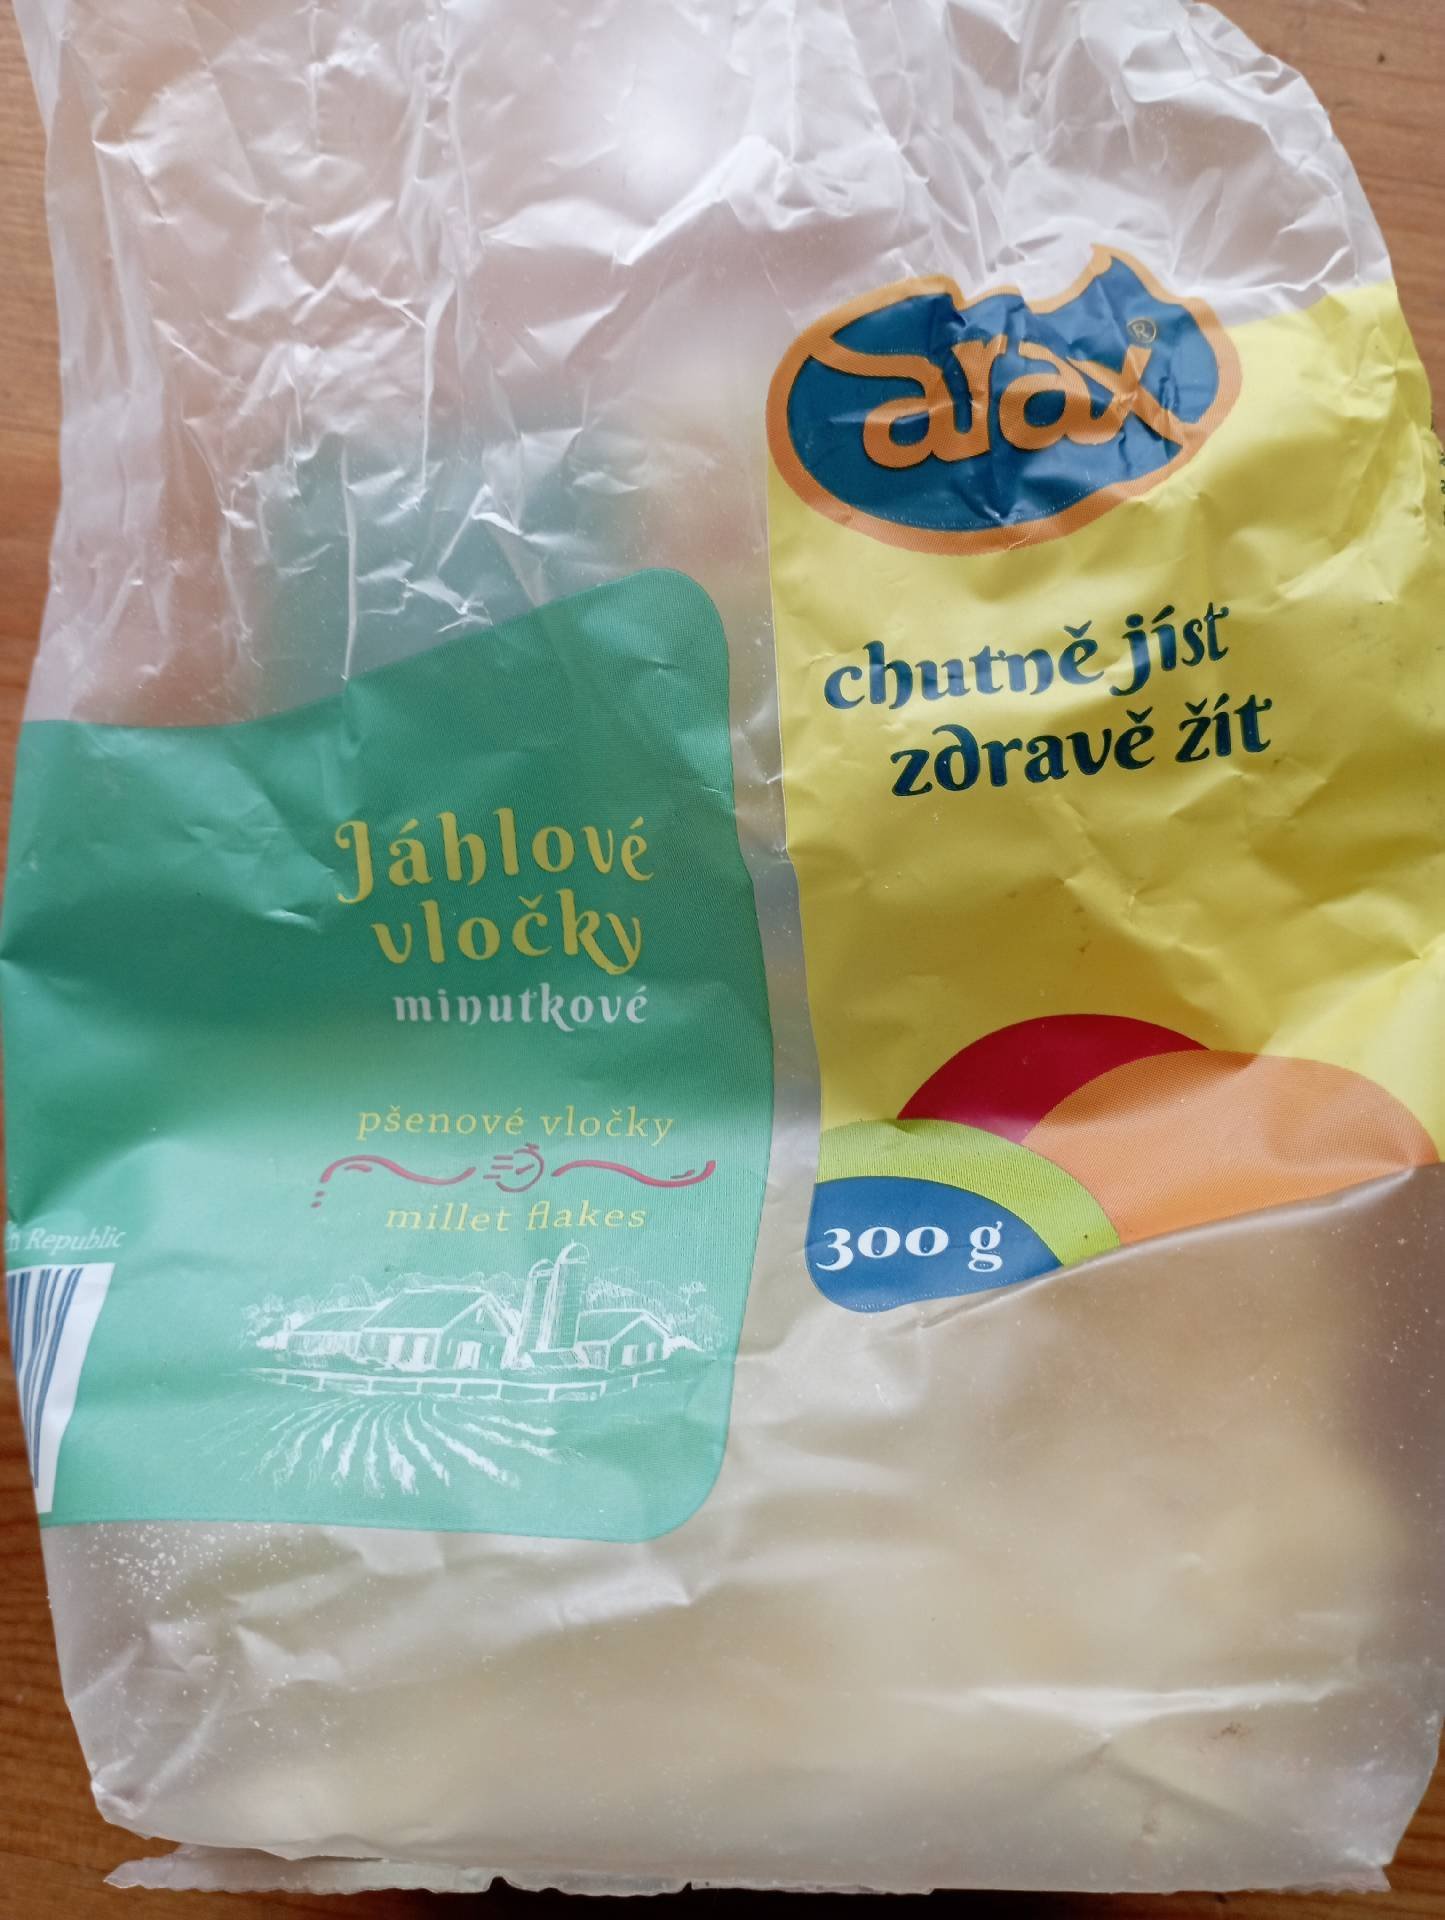 arax®
chutně jíst
zdravě žít
Jáhlové
vločky
minutkové
pšenové vločky
millet flakes
Republic
300 g